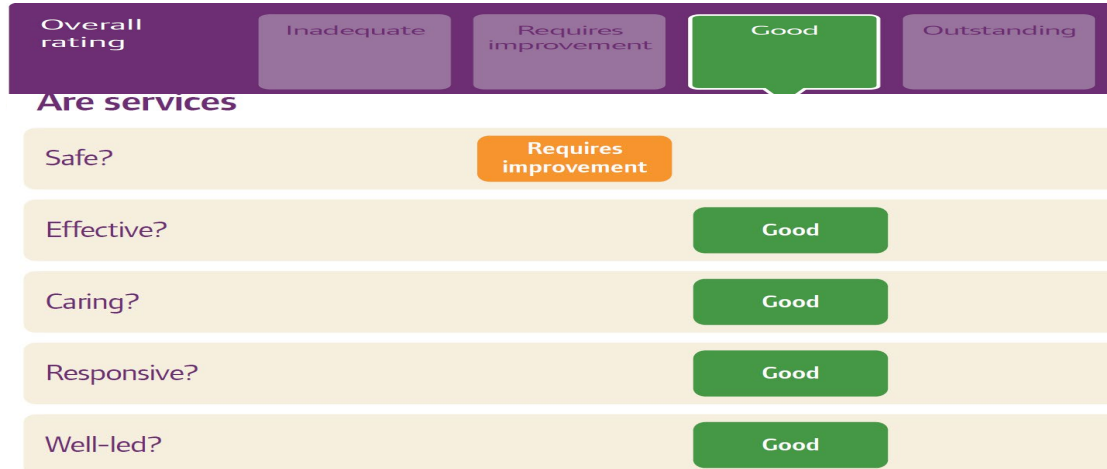 Overall rating
Inadequate
Requires improvement
Good
Outstanding
Are services
Safe?
Requires improvement
Effective?
Good
Caring?
Good
Responsive?
Good
Well-led?
Good